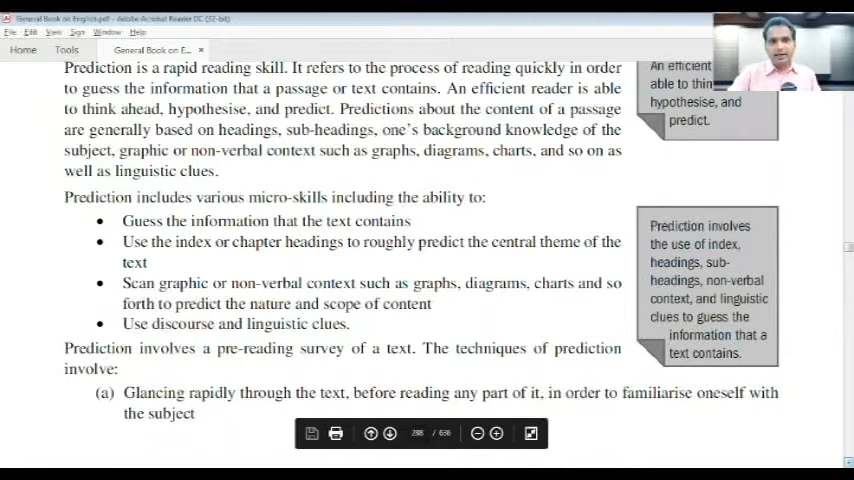 General Book on English.pdf - Adobe Acrobat Reader DC (32-bit)
File Edit View Sign Window Help
Home Tools General Book on E... ×
Prediction is a rapid reading skill. It refers to the process of reading quickly in order
to guess the information that a passage or text contains. An efficient reader is able
to think ahead, hypothesise, and predict. Predictions about the content of a passage
are generally based on headings, sub-headings, one's background knowledge of the
subject, graphic or non-verbal context such as graphs, diagrams, charts, and so on as
well as linguistic clues.
An efficient
able to thin
hypothesise, and
predict.
Prediction includes various micro-skills including the ability to:
• Guess the information that the text contains
• Use the index or chapter headings to roughly predict the central theme of the
text
• Scan graphic or non-verbal context such as graphs, diagrams, charts and so
forth to predict the nature and scope of content
• Use discourse and linguistic clues.
Prediction involves
the use of index,
headings, sub-
headings, non-verbal
context, and linguistic
clues to guess the
information that a
text contains.
Prediction involves a pre-reading survey of a text. The techniques of prediction
involve:
(a) Glancing rapidly through the text, before reading any part of it, in order to familiarise oneself with
the subject
288 / 636